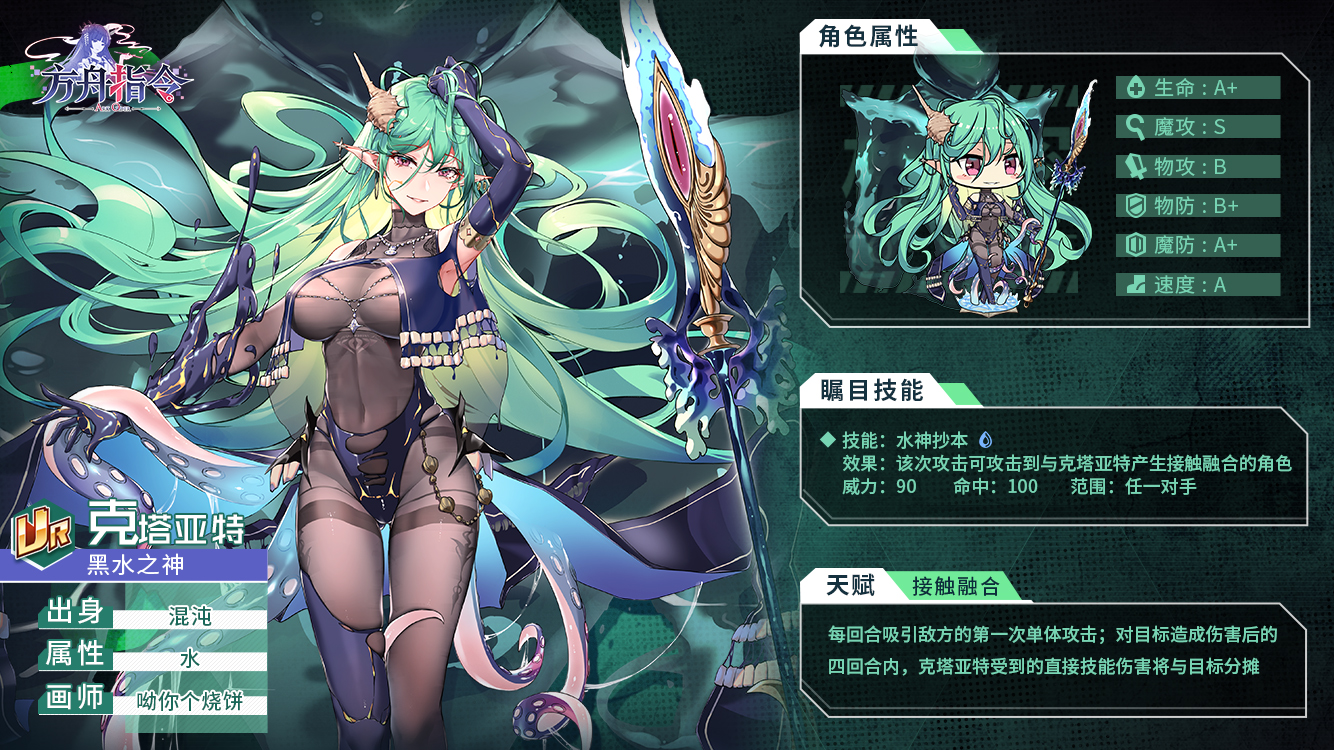 方舟指令
Ark Order
UR
克塔亚特
黑水之神
出身 混沌
属性 水
画师 呦你个烧饼
角色属性
生命：A+
魔攻：S
物攻：B
物防：B+
魔防：A+
速度：A
瞩目技能
技能：水神抄本
效果：该次攻击可攻击到与克塔亚特产生接触融合的角色
威力：90 命中：100 范围：任一对手
天赋 接触融合
每回合吸引敌方的第一次单体攻击；对目标造成伤害后的
四回合内，克塔亚特受到的直接技能伤害将与目标分摊